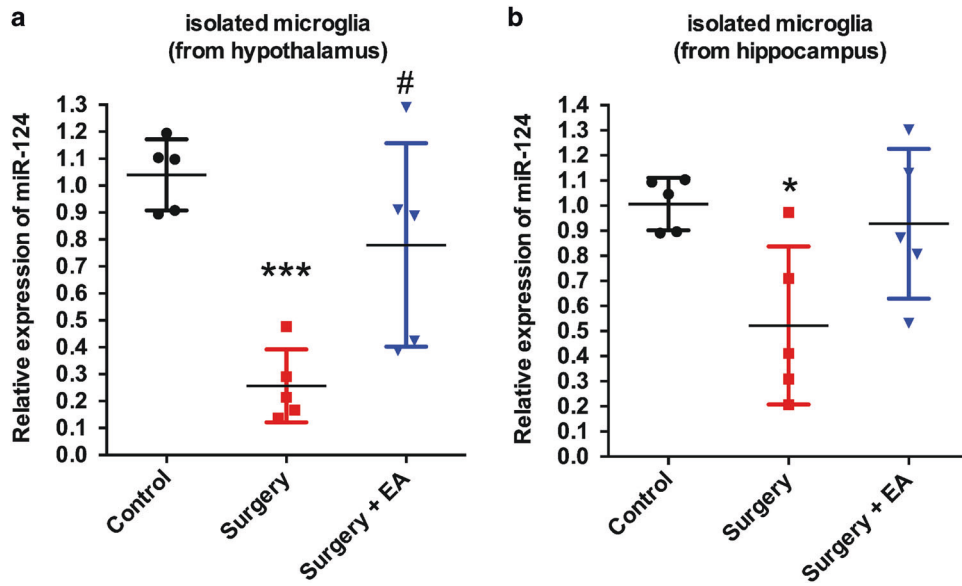 a
isolated microglia
(from hypothalamus)
Relative expression of miR-124
1.3
1.2
1.1
1.0
0.9
0.8
0.7
0.6
0.5
0.4
0.3
0.2
0.1
0.0
***
#
Control
Surgery
Surgery + EA
b
isolated microglia
(from hippocampus)
Relative expression of miR-124
1.4
1.3
1.2
1.1
1.0
0.9
0.8
0.7
0.6
0.5
0.4
0.3
0.2
0.1
0.0
*
Control
Surgery
Surgery + EA